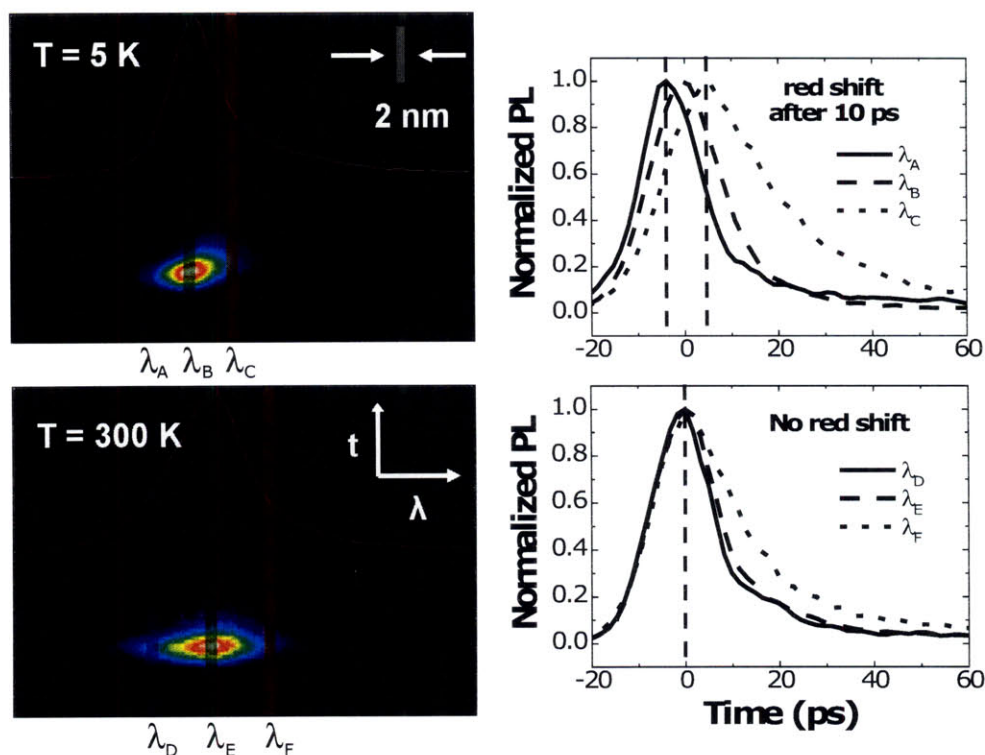 T = 5 K
2 nm
λA λB λC
T = 300 K
t
λ
λD λE λF
Normalized PL
1.0
0.8
0.6
0.4
0.2
0.0
red shift
after 10 ps
λA
λB
λC
-20 0 20 40 60
Normalized PL
1.0
0.8
0.6
0.4
0.2
0.0
No red shift
λD
λE
λF
-20 0 20 40 60
Time (ps)